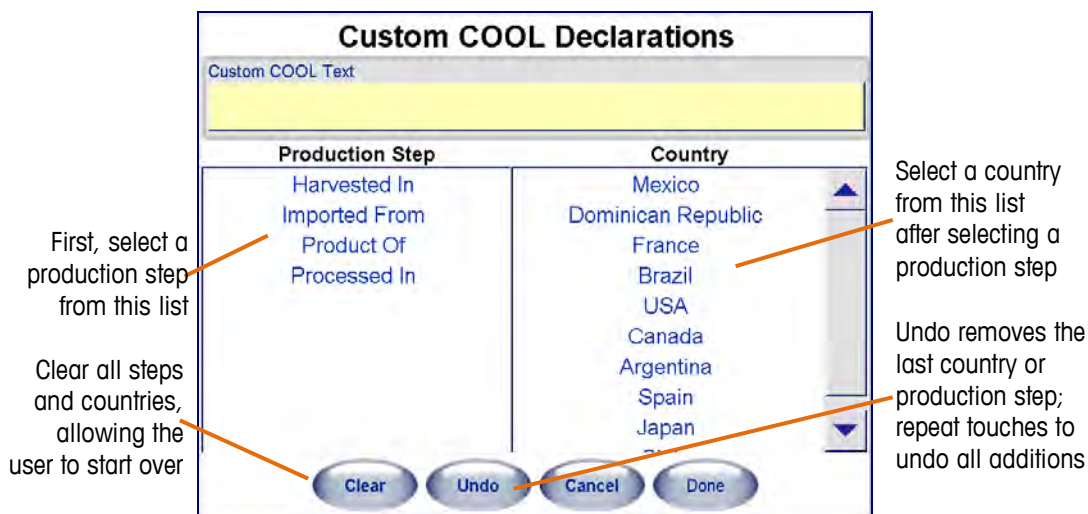 Custom COOL Declarations
Custom COOL Text
Production Step
Country
Harvested In
Imported From
Product Of
Processed In
Mexico
Dominican Republic
France
Brazil
USA
Canada
Argentina
Spain
Japan
Clear
Undo
Cancel
Done
First, select a
production step
from this list
Clear all steps
and countries,
allowing the
user to start over
Select a country
from this list
after selecting a
production step
Undo removes the
last country or
production step;
repeat touches to
undo all additions